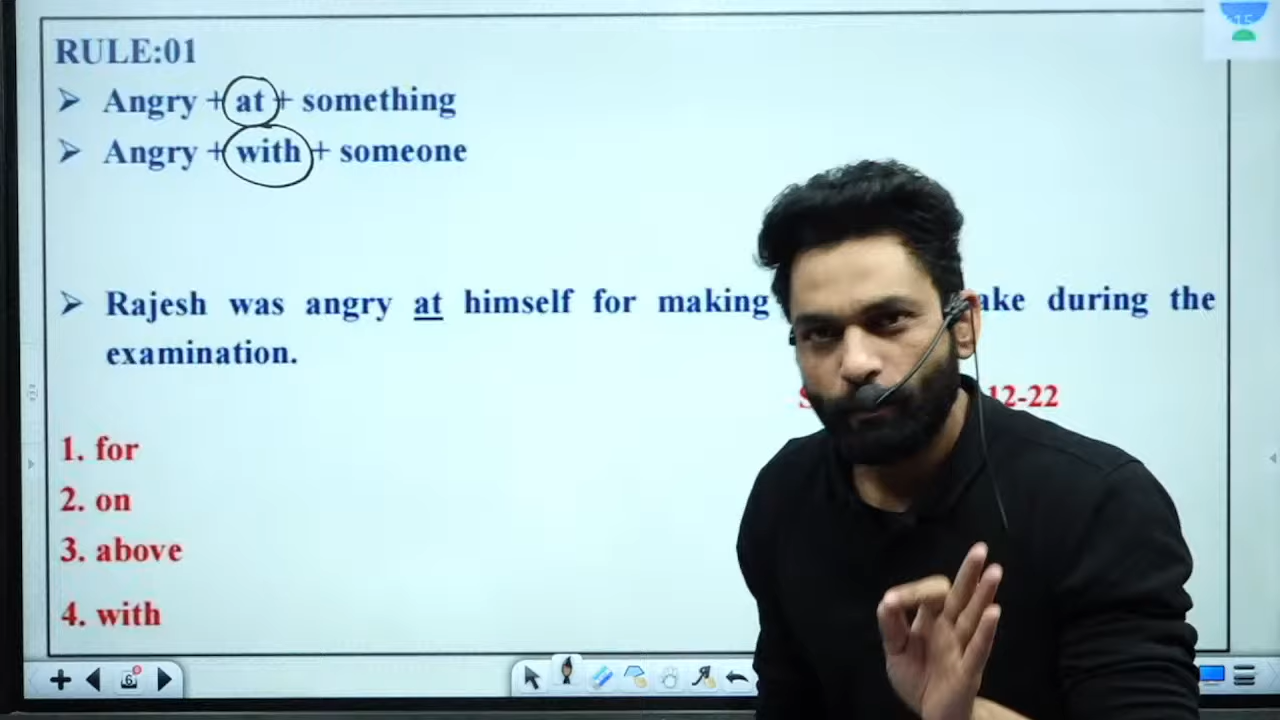 RULE:01
➤ Angry + at + something
➤ Angry + with + someone
➤ Rajesh was angry at himself for making during the
examination.
12-22
1. for
2. on
3. above
4. with
6